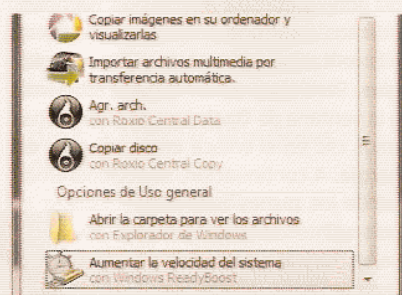 Copiar imágenes en su ordenador y
visualizarlas
Importar archivos multimedia por
transferencia automática.
Agr. arch.
con Roxio Central Data
Copiar disco
con Roxio Central Copy
Opciones de Uso general
Abrir la carpeta para ver los archivos
con Explorador de Windows
Aumentar la velocidad del sistema
con Windows ReadyBoost